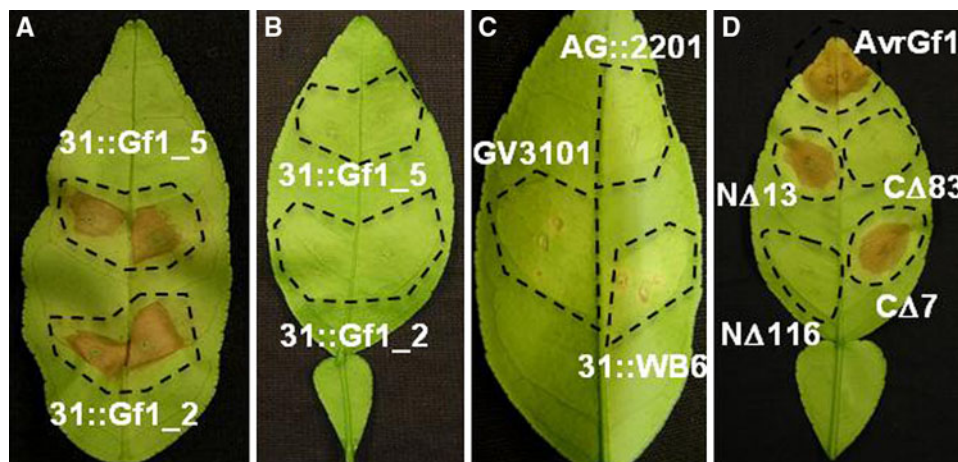 A
31::Gf1_5
31::Gf1_2
B
31::Gf1_5
31::Gf1_2
C
AG::2201
GV3101
31::WB6
D
AvrGf1
NΔ13
CΔ83
CΔ7
NΔ116